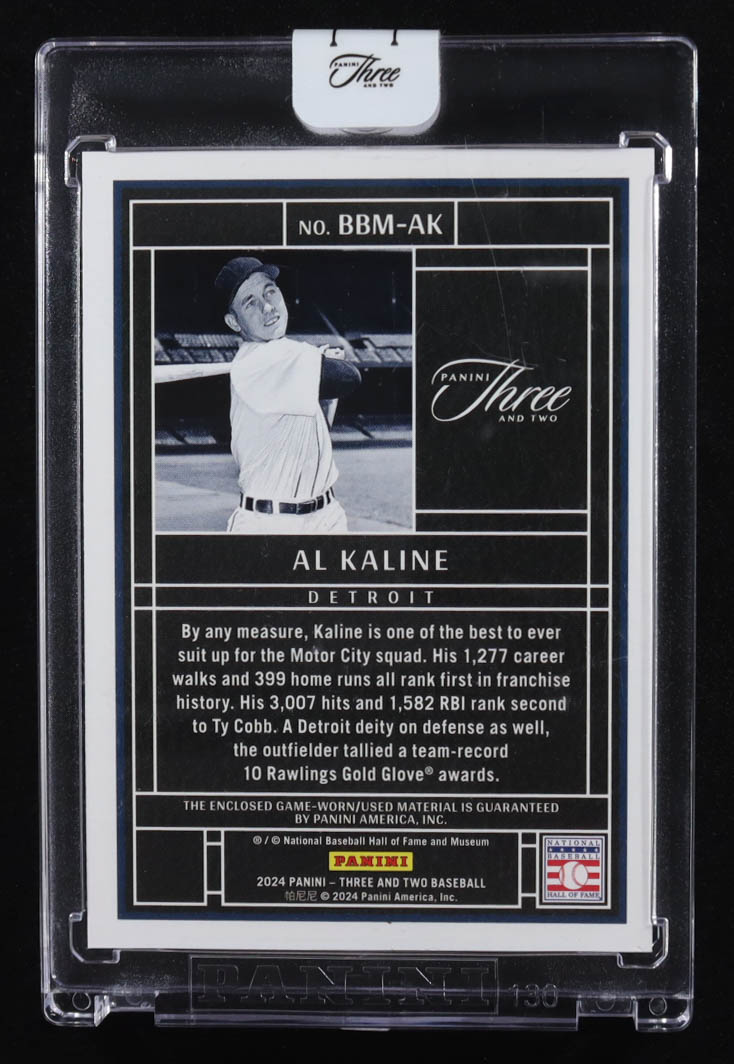 PANINI
Three
AND TWO
NO. BBM-AK
PANINI
Three
AND TWO
AL KALINE
DETROIT
By any measure, Kaline is one of the best to ever
suit up for the Motor City squad. His 1,277 career
walks and 399 home runs all rank first in franchise
history. His 3,007 hits and 1,582 RBI rank second
to Ty Cobb. A Detroit deity on defense as well,
the outfielder tallied a team-record
10 Rawlings Gold Glove® awards.
THE ENCLOSED GAME-WORN/USED MATERIAL IS GUARANTEED
BY PANINI AMERICA, INC.
® / © National Baseball Hall of Fame and Museum
PANINI
2024 PANINI – THREE AND TWO BASEBALL
帕尼尼 © 2024 Panini America, Inc.
NATIONAL
BASEBALL
HALL OF FAME
PANINI 130